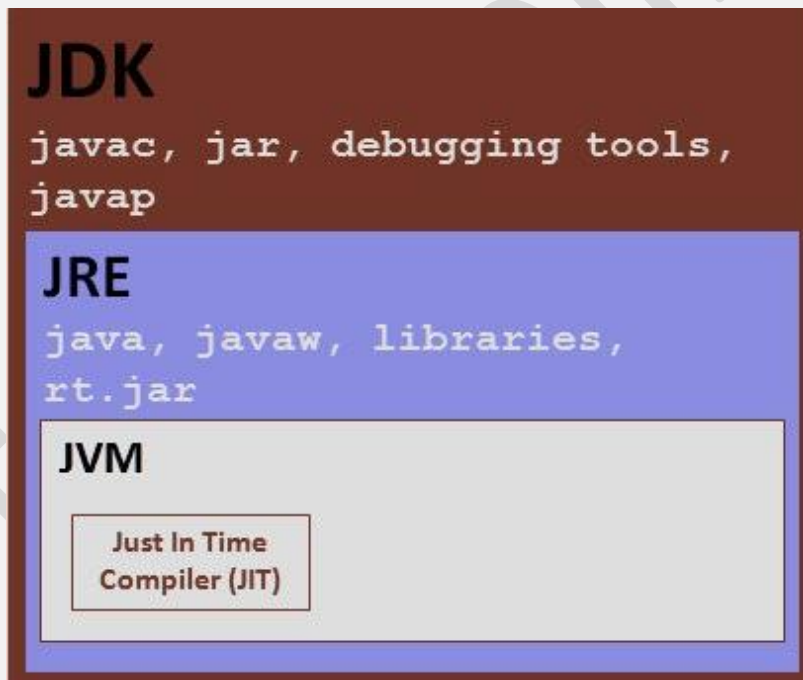 JDK
javac, jar, debugging tools,
javap
JRE
java, javaw, libraries,
rt.jar
JVM
Just In Time
Compiler (JIT)